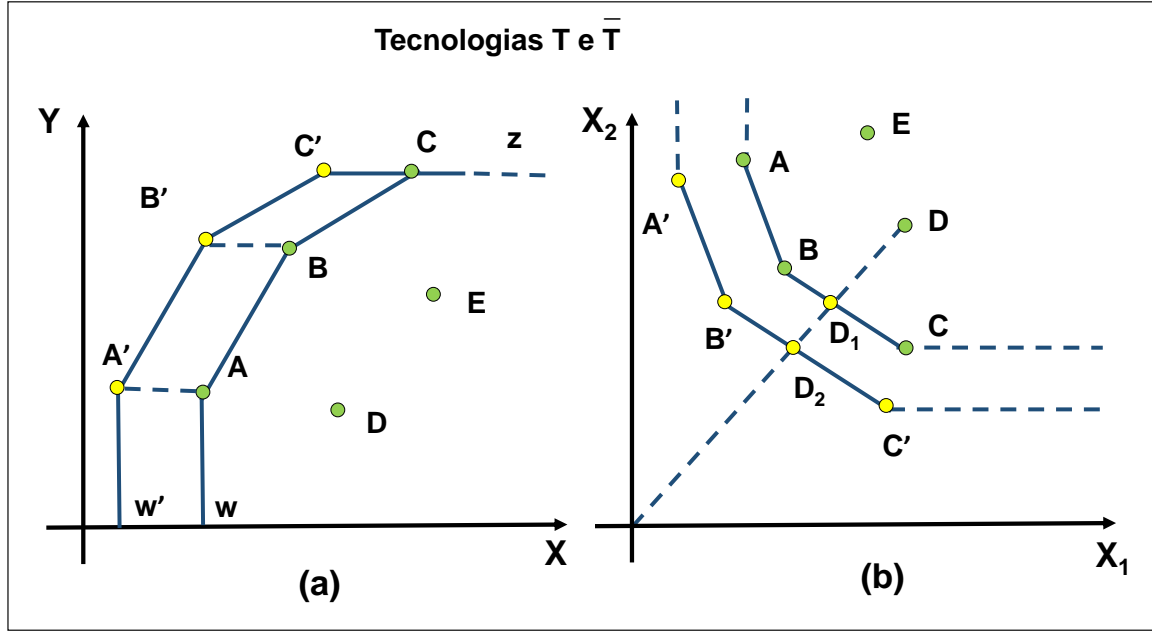 Tecnologias T e T̅
Y
C'
C
z
B'
B
E
A'
A
D
w'
w
X
(a)
X₂
E
A
D
A'
B
B'
D₁
C
D₂
C'
X₁
(b)